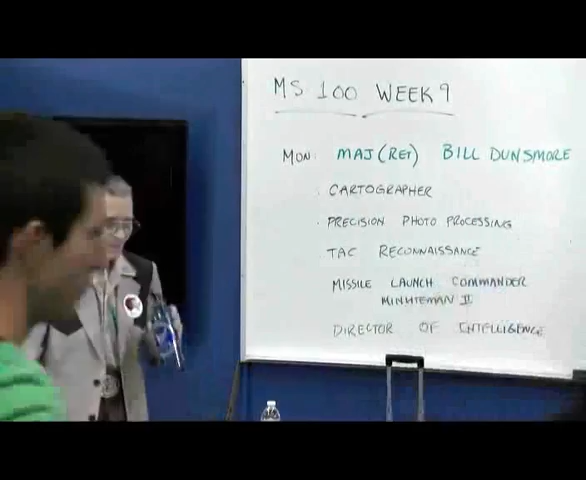 MS 100 WEEK 9
MON: MAJ (RET) BILL DUNSMORE
· CARTOGRAPHER
· PRECISION PHOTO PROCESSING
TAC RECONNAISSANCE
MISSILE LAUNCH COMMANDER
MINUTEMAN II
DIRECTOR OF INTELLIGENCE